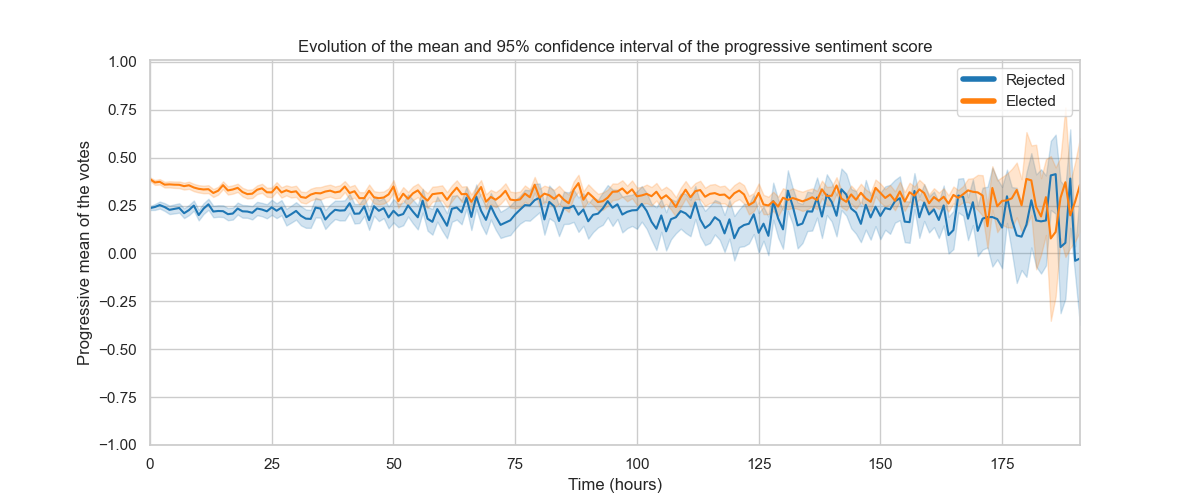 Evolution of the mean and 95% confidence interval of the progressive sentiment score
Rejected
Elected
Progressive mean of the votes
1.00
0.75
0.50
0.25
0.00
−0.25
−0.50
−0.75
−1.00
0 25 50 75 100 125 150 175
Time (hours)